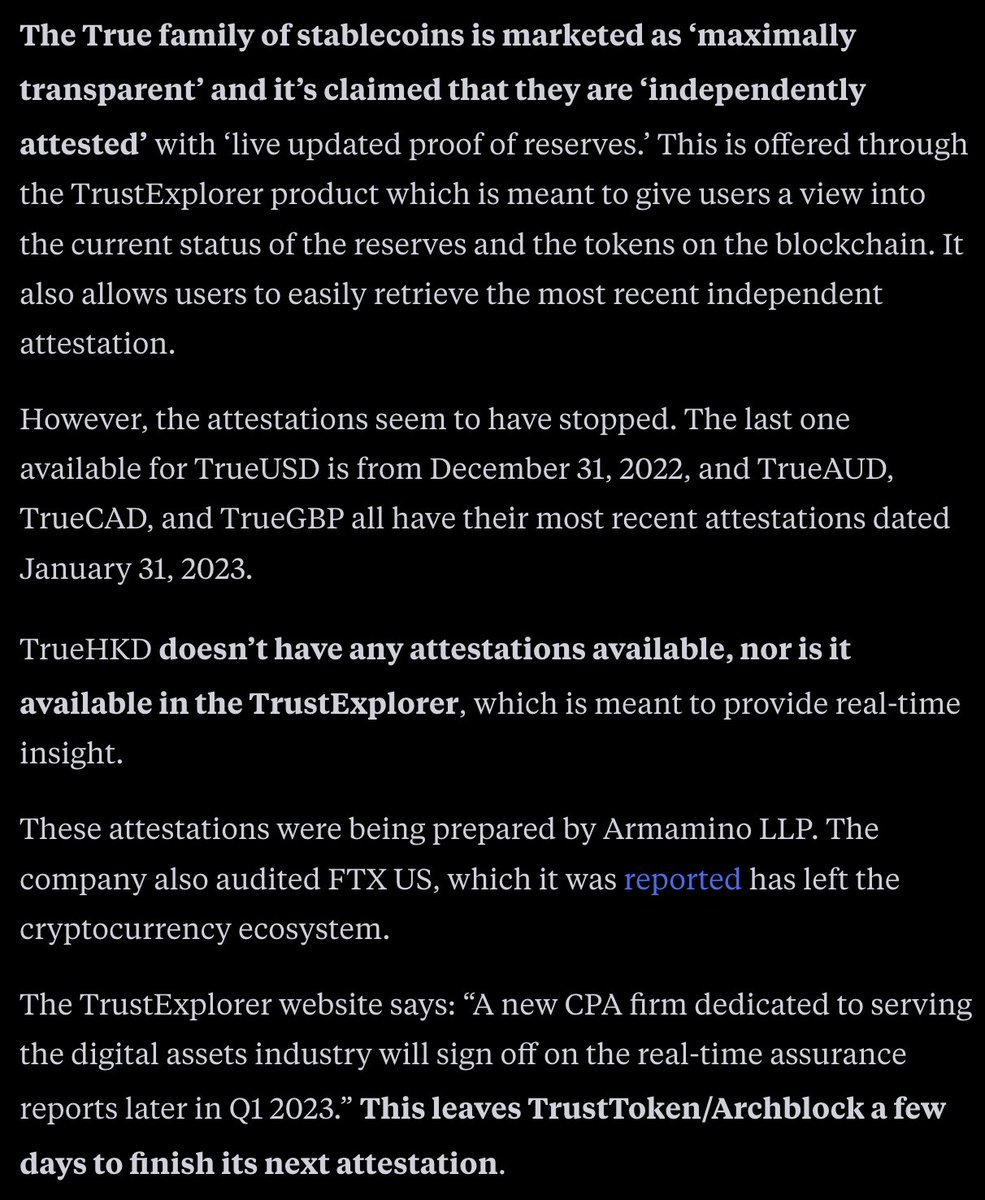 The True family of stablecoins is marketed as ‘maximally
transparent’ and it’s claimed that they are ‘independently
attested’ with ‘live updated proof of reserves.’ This is offered through
the TrustExplorer product which is meant to give users a view into
the current status of the reserves and the tokens on the blockchain. It
also allows users to easily retrieve the most recent independent
attestation.
However, the attestations seem to have stopped. The last one
available for TrueUSD is from December 31, 2022, and TrueAUD,
TrueCAD, and TrueGBP all have their most recent attestations dated
January 31, 2023.
TrueHKD doesn’t have any attestations available, nor is it
available in the TrustExplorer, which is meant to provide real-time
insight.
These attestations were being prepared by Armamino LLP. The
company also audited FTX US, which it was reported has left the
cryptocurrency ecosystem.
The TrustExplorer website says: “A new CPA firm dedicated to serving
the digital assets industry will sign off on the real-time assurance
reports later in Q1 2023.” This leaves TrustToken/Archblock a few
days to finish its next attestation.